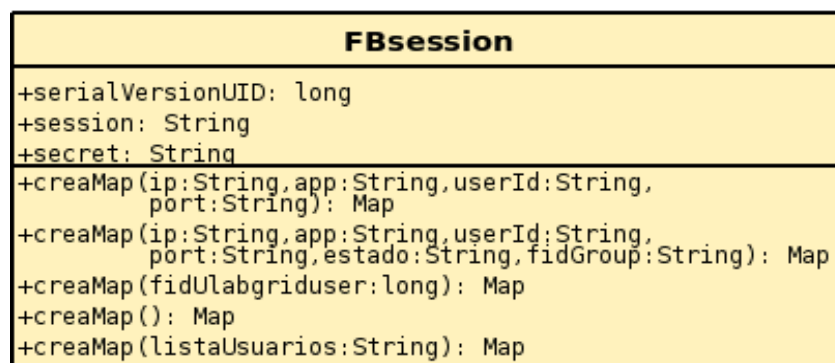 FBsession
+serialVersionUID: long
+session: String
+secret: String
+creaMap(ip:String,app:String,userId:String,
port:String): Map
+creaMap(ip:String,app:String,userId:String,
port:String,estado:String,fidGroup:String): Map
+creaMap(fidUlabgriduser:long): Map
+creaMap(): Map
+creaMap(listaUsuarios:String): Map